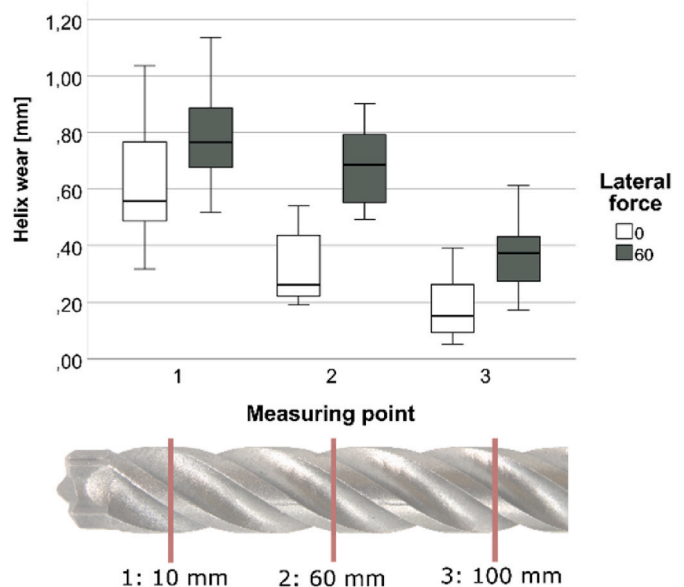 1,20
1,00
,80
,60
,40
,20
,00
Helix wear [mm]
1 2 3
Measuring point
Lateral
force
0
60
1: 10 mm 2: 60 mm 3: 100 mm